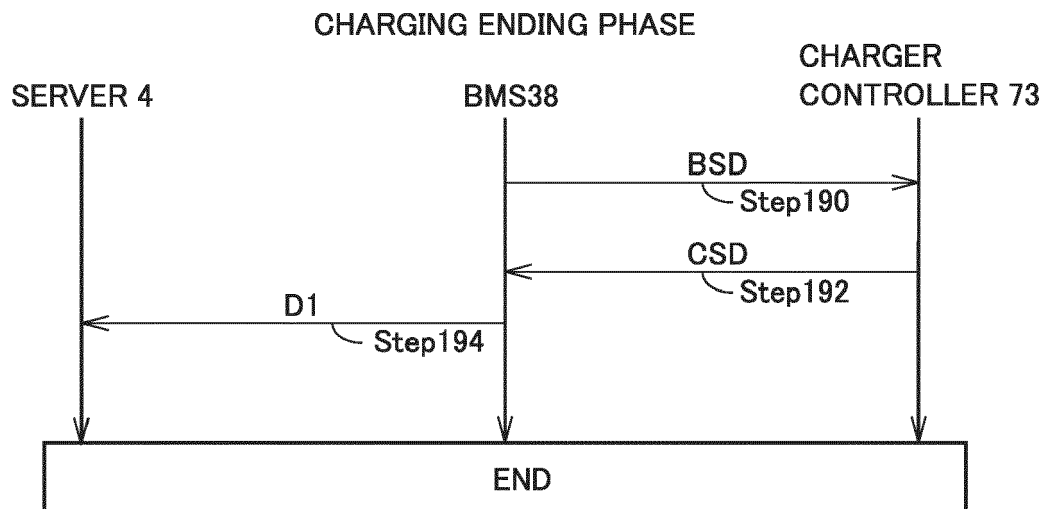 CHARGING ENDING PHASE
SERVER 4
BMS38
CHARGER
CONTROLLER 73
BSD
Step190
CSD
Step192
D1
Step194
END